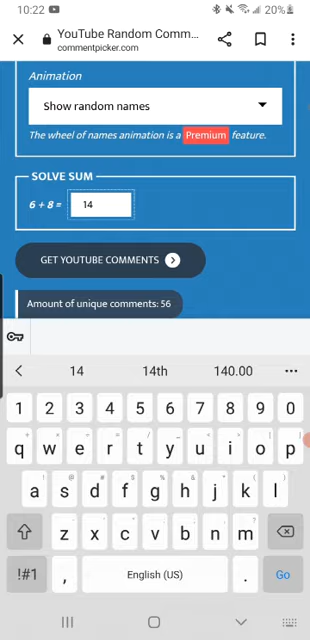 10:22 20%
YouTube Random Comm...
commentpicker.com
Animation
Show random names
The wheel of names animation is a Premium feature.
SOLVE SUM
6 + 8 = 14
GET YOUTUBE COMMENTS
Amount of unique comments: 56
14 14th 140.00
1 2 3 4 5 6 7 8 9 0
q w e r t y u i o p
a s d f g h j k l
z x c v b n m
!#1 , English (US) . Go